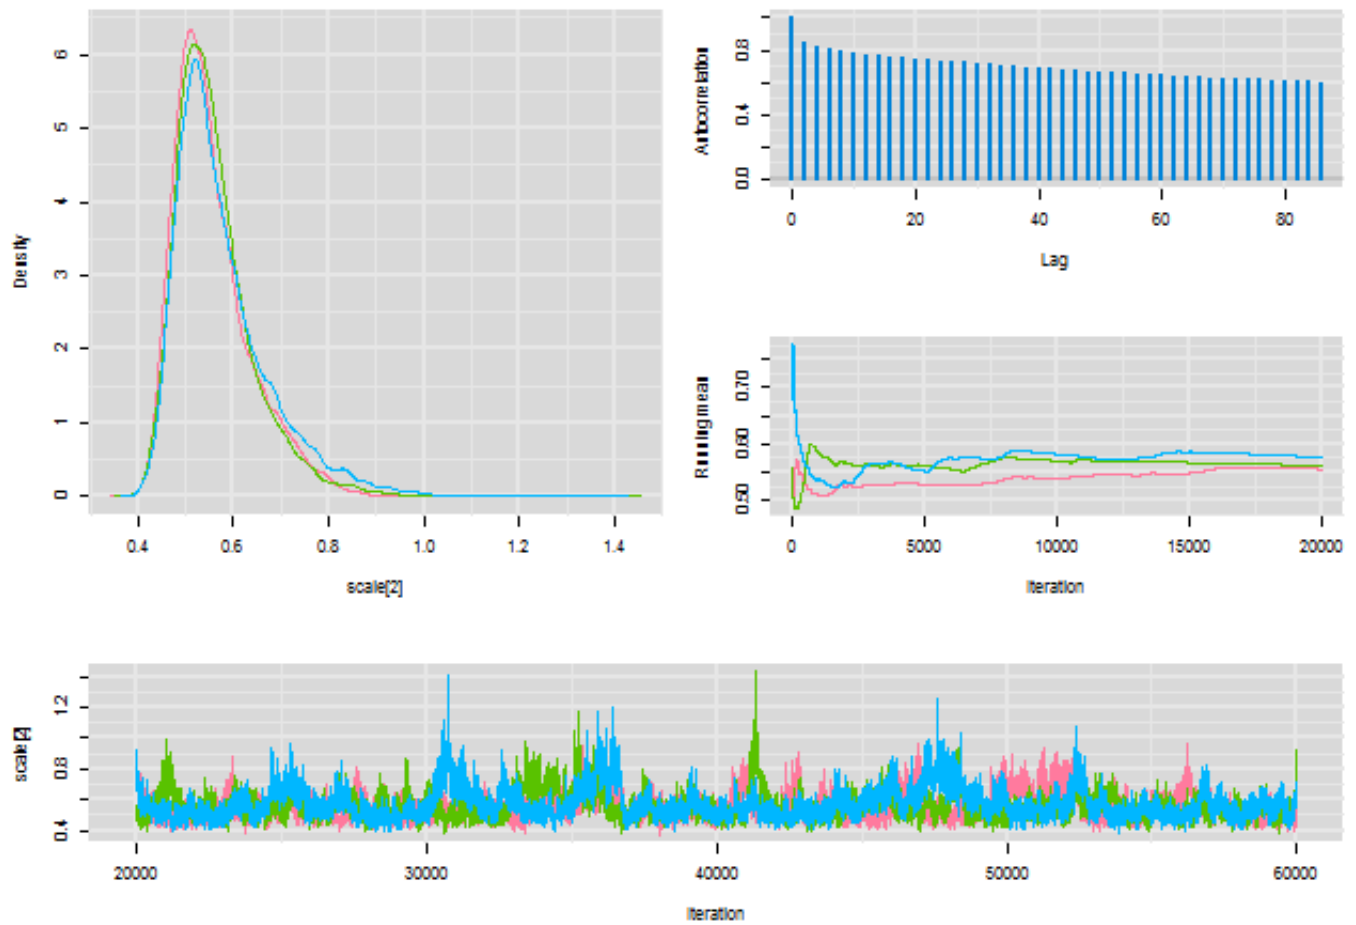 Density
6
5
4
3
2
1
0
0.4 0.6 0.8 1.0 1.2 1.4
scale[2]
Autocorrelation
0.8
0.4
0.0
0 20 40 60 80
Lag
Running mean
0.70
0.60
0.50
0 5000 10000 15000 20000
Iteration
scale[2]
1.2
0.8
0.4
20000 30000 40000 50000 60000
Iteration